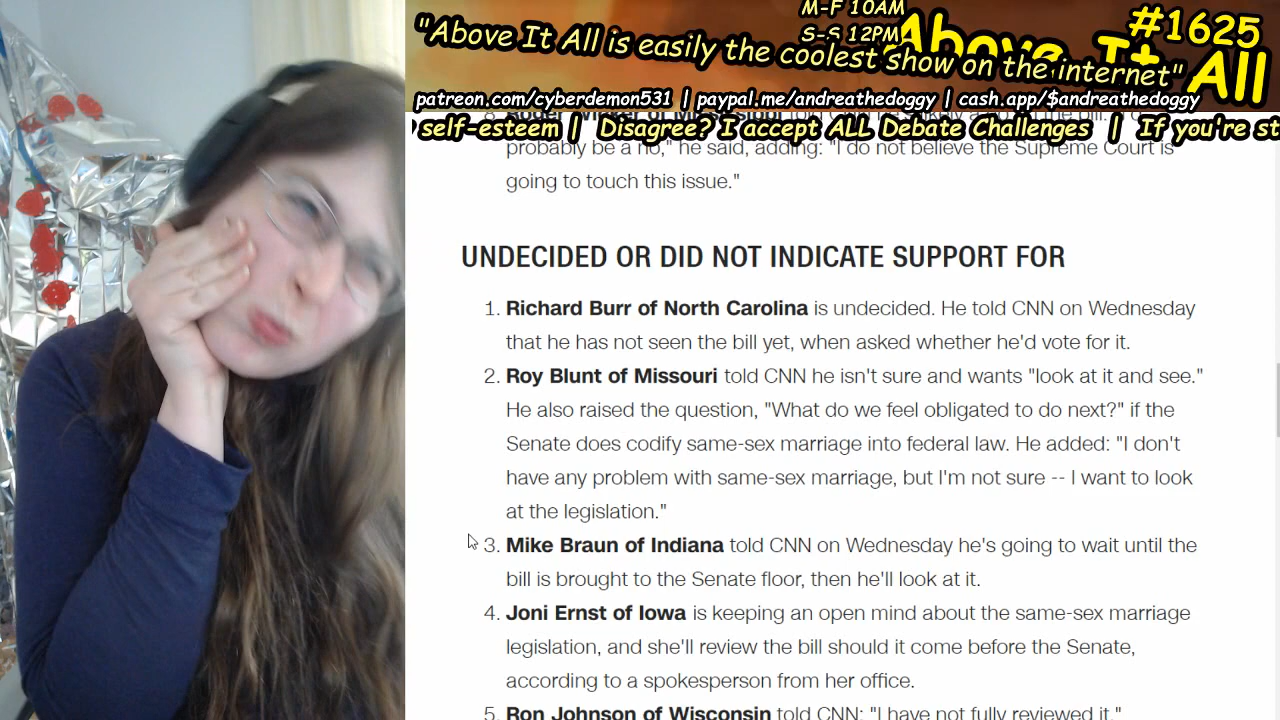 M-F 10AM
S-S 12PM
Above It All
#1625
"Above It All is easily the coolest show on the internet"
patreon.com/cyberdemon531 | paypal.me/andreathedoggy | cash.app/$andreathedoggy
self-esteem | Disagree? I accept ALL Debate Challenges | If you're st
probably be a no," he said, adding: "I do not believe the Supreme Court is
going to touch this issue."
UNDECIDED OR DID NOT INDICATE SUPPORT FOR
1. Richard Burr of North Carolina is undecided. He told CNN on Wednesday
that he has not seen the bill yet, when asked whether he'd vote for it.
2. Roy Blunt of Missouri told CNN he isn't sure and wants "look at it and see."
He also raised the question, "What do we feel obligated to do next?" if the
Senate does codify same-sex marriage into federal law. He added: "I don't
have any problem with same-sex marriage, but I'm not sure -- I want to look
at the legislation."
3. Mike Braun of Indiana told CNN on Wednesday he's going to wait until the
bill is brought to the Senate floor, then he'll look at it.
4. Joni Ernst of Iowa is keeping an open mind about the same-sex marriage
legislation, and she'll review the bill should it come before the Senate,
according to a spokesperson from her office.
5. Ron Johnson of Wisconsin told CNN: "I have not fully reviewed it."